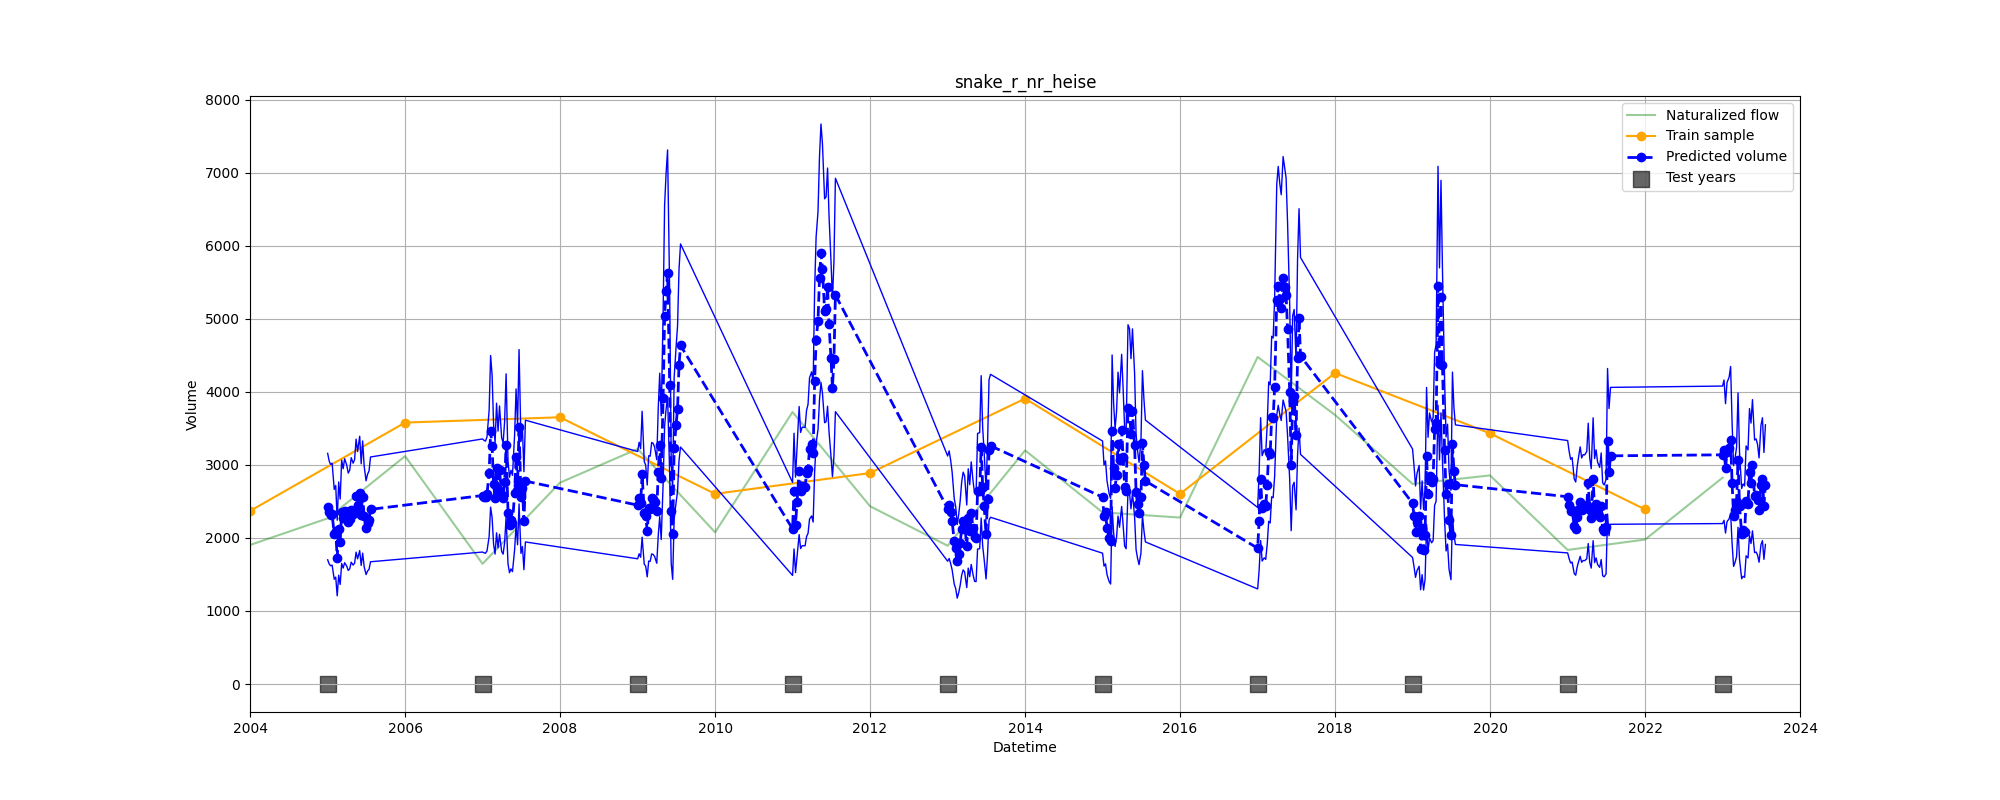 snake_r_nr_heise
8000
7000
6000
5000
4000
3000
2000
1000
0
Volume
Naturalized flow
Train sample
Predicted volume
Test years
2004 2006 2008 2010 2012 2014 2016 2018 2020 2022 2024
Datetime